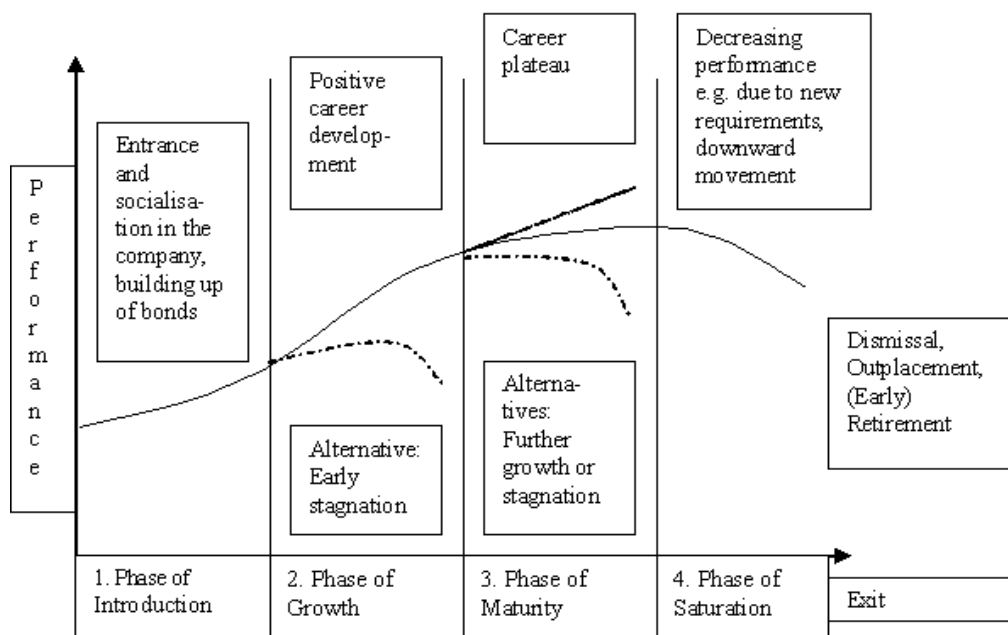 P
e
r
f
o
r
m
a
n
c
e
Entrance
and
socialisa-
tion in the
company,
building up
of bonds
Positive
career
develop-
ment
Career
plateau
Decreasing
performance
e.g. due to new
requirements,
downward
movement
Alternative:
Early
stagnation
Alterna-
tives:
Further
growth or
stagnation
Dismissal,
Outplacement,
(Early)
Retirement
1. Phase of
Introduction
2. Phase of
Growth
3. Phase of
Maturity
4. Phase of
Saturation
Exit